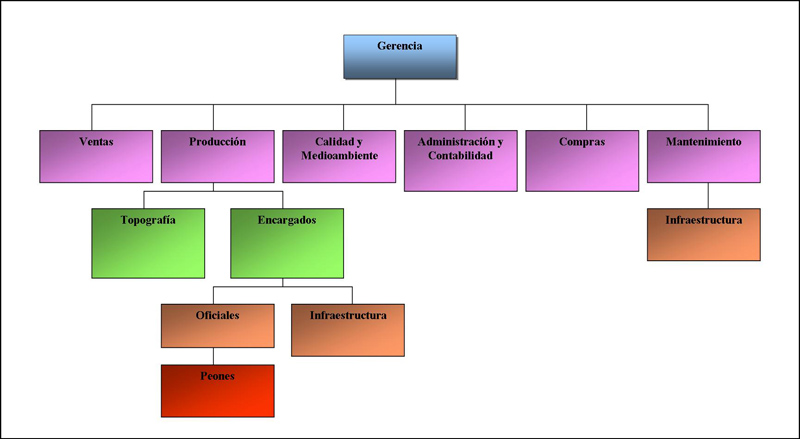 Gerencia
Ventas
Producción
Calidad y
Medioambiente
Administración y
Contabilidad
Compras
Mantenimiento
Topografía
Encargados
Infraestructura
Oficiales
Infraestructura
Peones